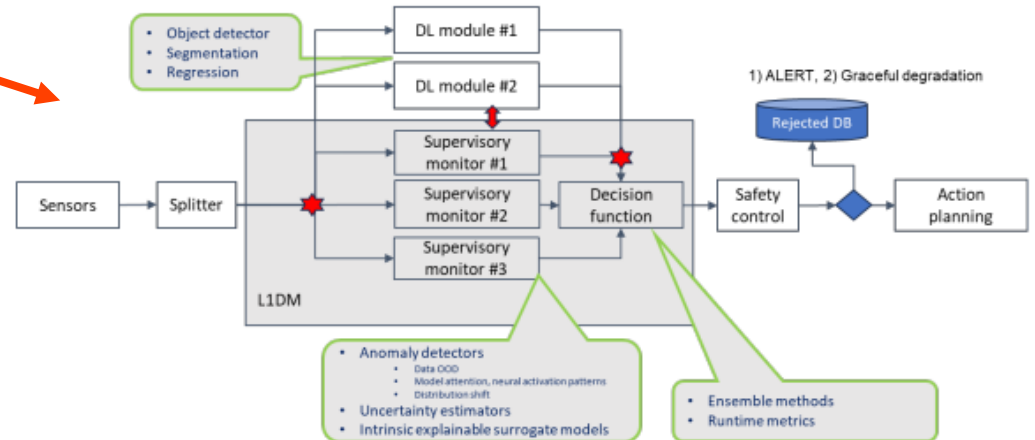 • Object detector
• Segmentation
• Regression
DL module #1
DL module #2
1) ALERT, 2) Graceful degradation
Rejected DB
Sensors
Splitter
Supervisory
monitor #1
Supervisory
monitor #2
Supervisory
monitor #3
Decision
function
Safety
control
Action
planning
L1DM
• Anomaly detectors
• Data OOD
• Model attention, neural activation patterns
• Distribution shift
• Uncertainty estimators
• Intrinsic explainable surrogate models
• Ensemble methods
• Runtime metrics